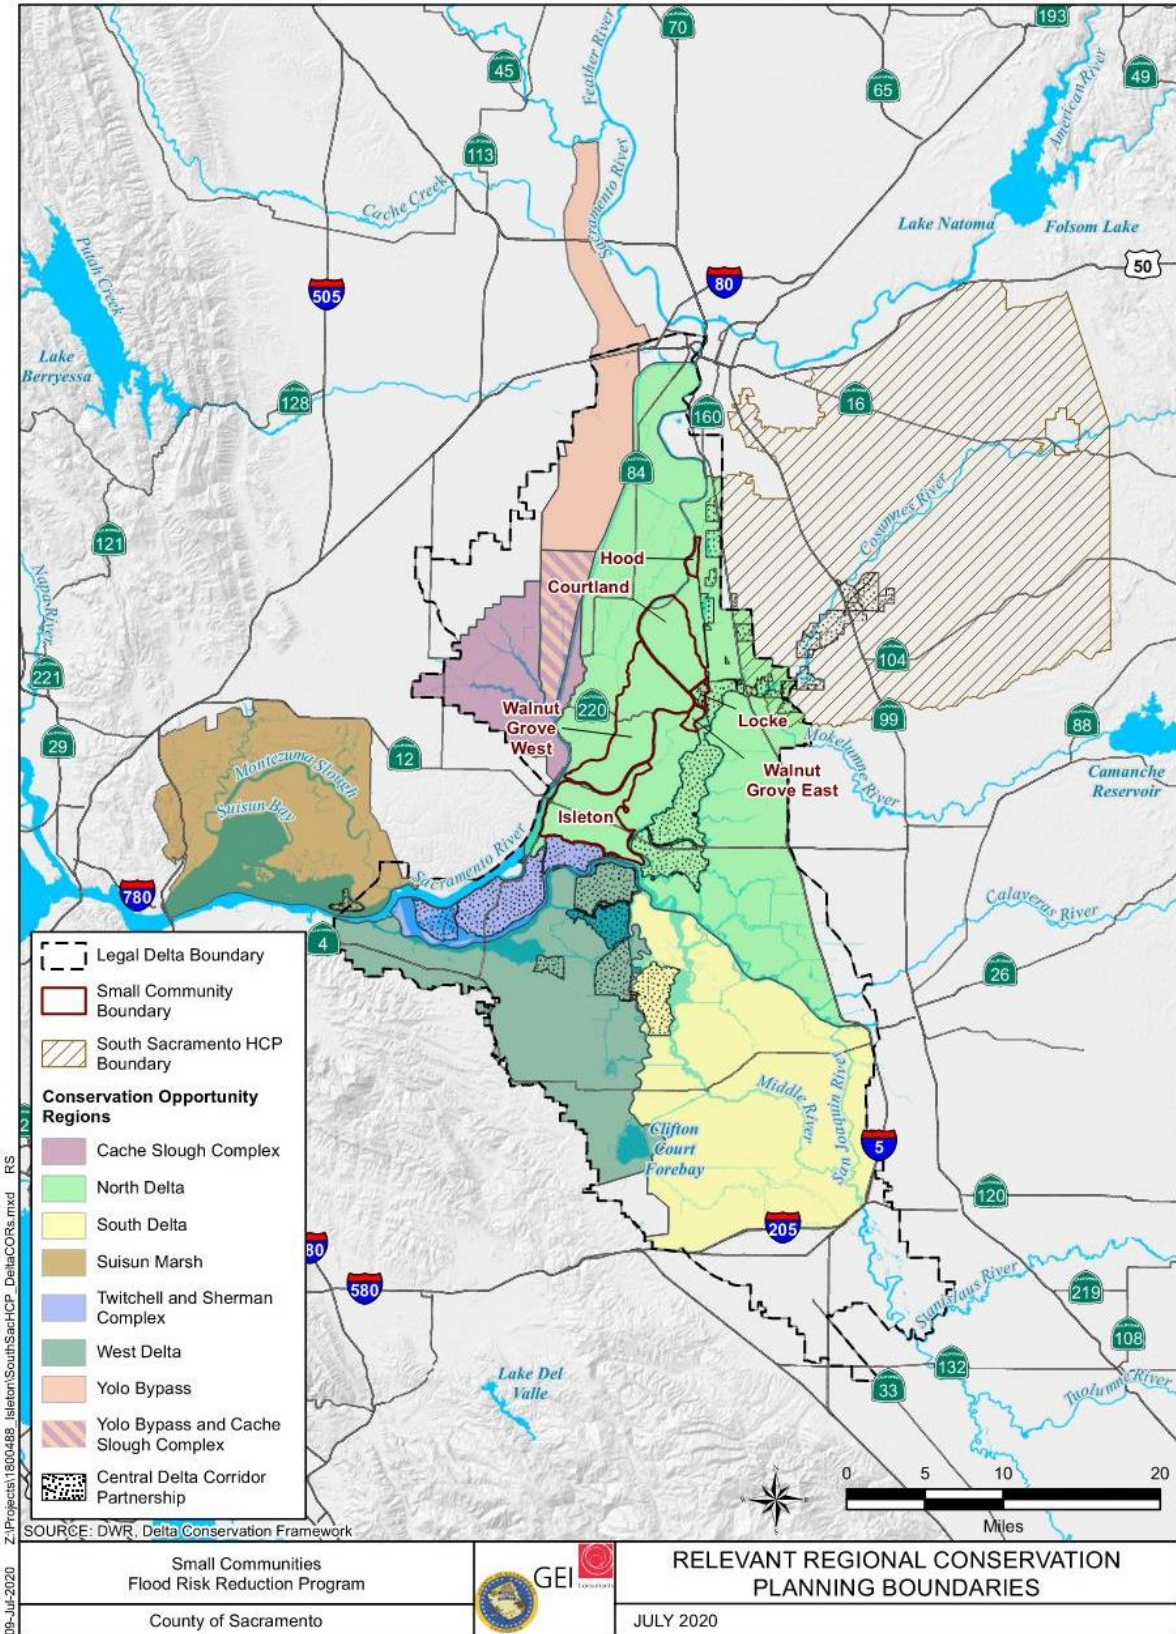 193
70
45
49
65
Feather River
American River
113
Sacramento River
Cache Creek
Lake Natoma
Folsom Lake
50
Putah Creek
80
505
Lake
Berryessa
128
16
160
84
121
Cosumnes River
Hood
Courtland
Napa River
104
221
Walnut
Grove
West
220
Locke
99
88
29
12
Mokelumne River
Montezuma Slough
Suisun Bay
Walnut
Grove East
Camanche
Reservoir
Isleton
Sacramento River
780
Calaveras River
4
26
Middle River
San Joaquin River
Clifton
Court
Forebay
5
120
205
80
580
Stanislaus River
219
108
132
Lake Del
Valle
33
Tuolumne River
Legal Delta Boundary
Small Community
Boundary
South Sacramento HCP
Boundary
Conservation Opportunity
Regions
Cache Slough Complex
North Delta
South Delta
Suisun Marsh
Twitchell and Sherman
Complex
West Delta
Yolo Bypass
Yolo Bypass and Cache
Slough Complex
Central Delta Corridor
Partnership
0 5 10 20
Miles
SOURCE: DWR, Delta Conservation Framework
09-Jul-2020 Z:\Projects\1800488_Isleton\SouthSacHCP_DeltaCORs.mxd RS
Small Communities
Flood Risk Reduction Program
County of Sacramento
GEI
Consultants
RELEVANT REGIONAL CONSERVATION
PLANNING BOUNDARIES
JULY 2020